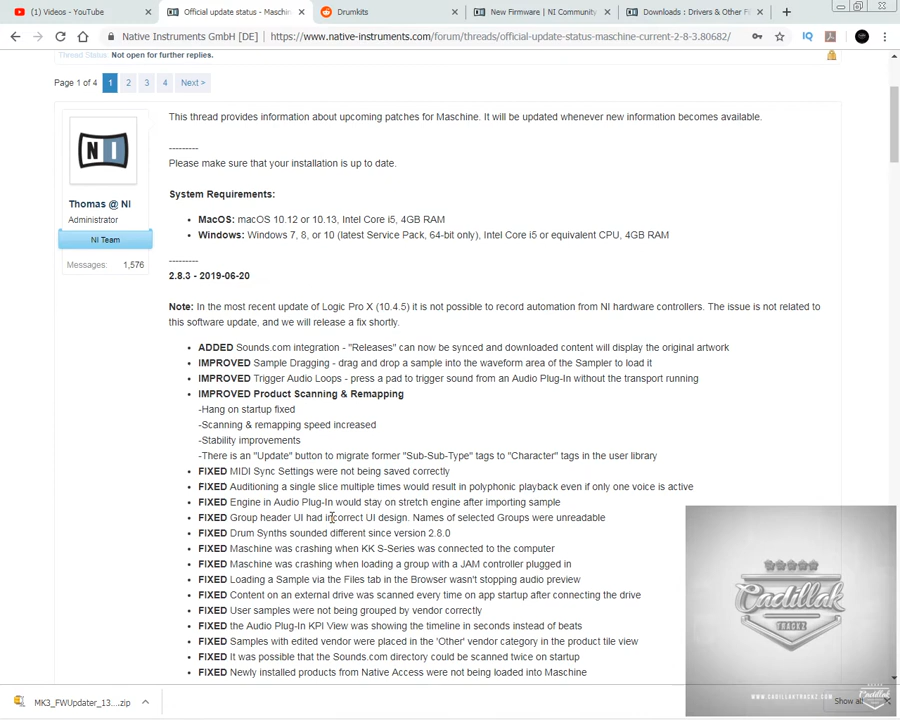 (1) Videos - YouTube × Official update status - Maschin × Drumkits × New Firmware | NI Community × Downloads : Drivers & Other Fi × +
Native Instruments GmbH [DE] | https://www.native-instruments.com/forum/threads/official-update-status-maschine-current-2-8-3.80682/
Thread Status: Not open for further replies.
Page 1 of 4 1 2 3 4 Next >
This thread provides information about upcoming patches for Maschine. It will be updated whenever new information becomes available.
---------
Please make sure that your installation is up to date.
NI
System Requirements:
Thomas @ NI
Administrator
NI Team
Messages: 1,576
• MacOS: macOS 10.12 or 10.13, Intel Core i5, 4GB RAM
• Windows: Windows 7, 8, or 10 (latest Service Pack, 64-bit only), Intel Core i5 or equivalent CPU, 4GB RAM
---------
2.8.3 - 2019-06-20
Note: In the most recent update of Logic Pro X (10.4.5) it is not possible to record automation from NI hardware controllers. The issue is not related to
this software update, and we will release a fix shortly.
• ADDED Sounds.com integration - "Releases" can now be synced and downloaded content will display the original artwork
• IMPROVED Sample Dragging - drag and drop a sample into the waveform area of the Sampler to load it
• IMPROVED Trigger Audio Loops - press a pad to trigger sound from an Audio Plug-In without the transport running
• IMPROVED Product Scanning & Remapping
-Hang on startup fixed
-Scanning & remapping speed increased
-Stability improvements
-There is an "Update" button to migrate former "Sub-Sub-Type" tags to "Character" tags in the user library
• FIXED MIDI Sync Settings were not being saved correctly
• FIXED Auditioning a single slice multiple times would result in polyphonic playback even if only one voice is active
• FIXED Engine in Audio Plug-In would stay on stretch engine after importing sample
• FIXED Group header UI had incorrect UI design. Names of selected Groups were unreadable
• FIXED Drum Synths sounded different since version 2.8.0
• FIXED Maschine was crashing when KK S-Series was connected to the computer
• FIXED Maschine was crashing when loading a group with a JAM controller plugged in
• FIXED Loading a Sample via the Files tab in the Browser wasn't stopping audio preview
• FIXED Content on an external drive was scanned every time on app startup after connecting the drive
• FIXED User samples were not being grouped by vendor correctly
• FIXED the Audio Plug-In KPI View was showing the timeline in seconds instead of beats
• FIXED Samples with edited vendor were placed in the 'Other' vendor category in the product tile view
• FIXED It was possible that the Sounds.com directory could be scanned twice on startup
• FIXED Newly installed products from Native Access were not being loaded into Maschine
Cadillak
TRACKZ
WWW.CADILLAKTRACKZ.COM
MK3_FWUpdater_13....zip
Show all